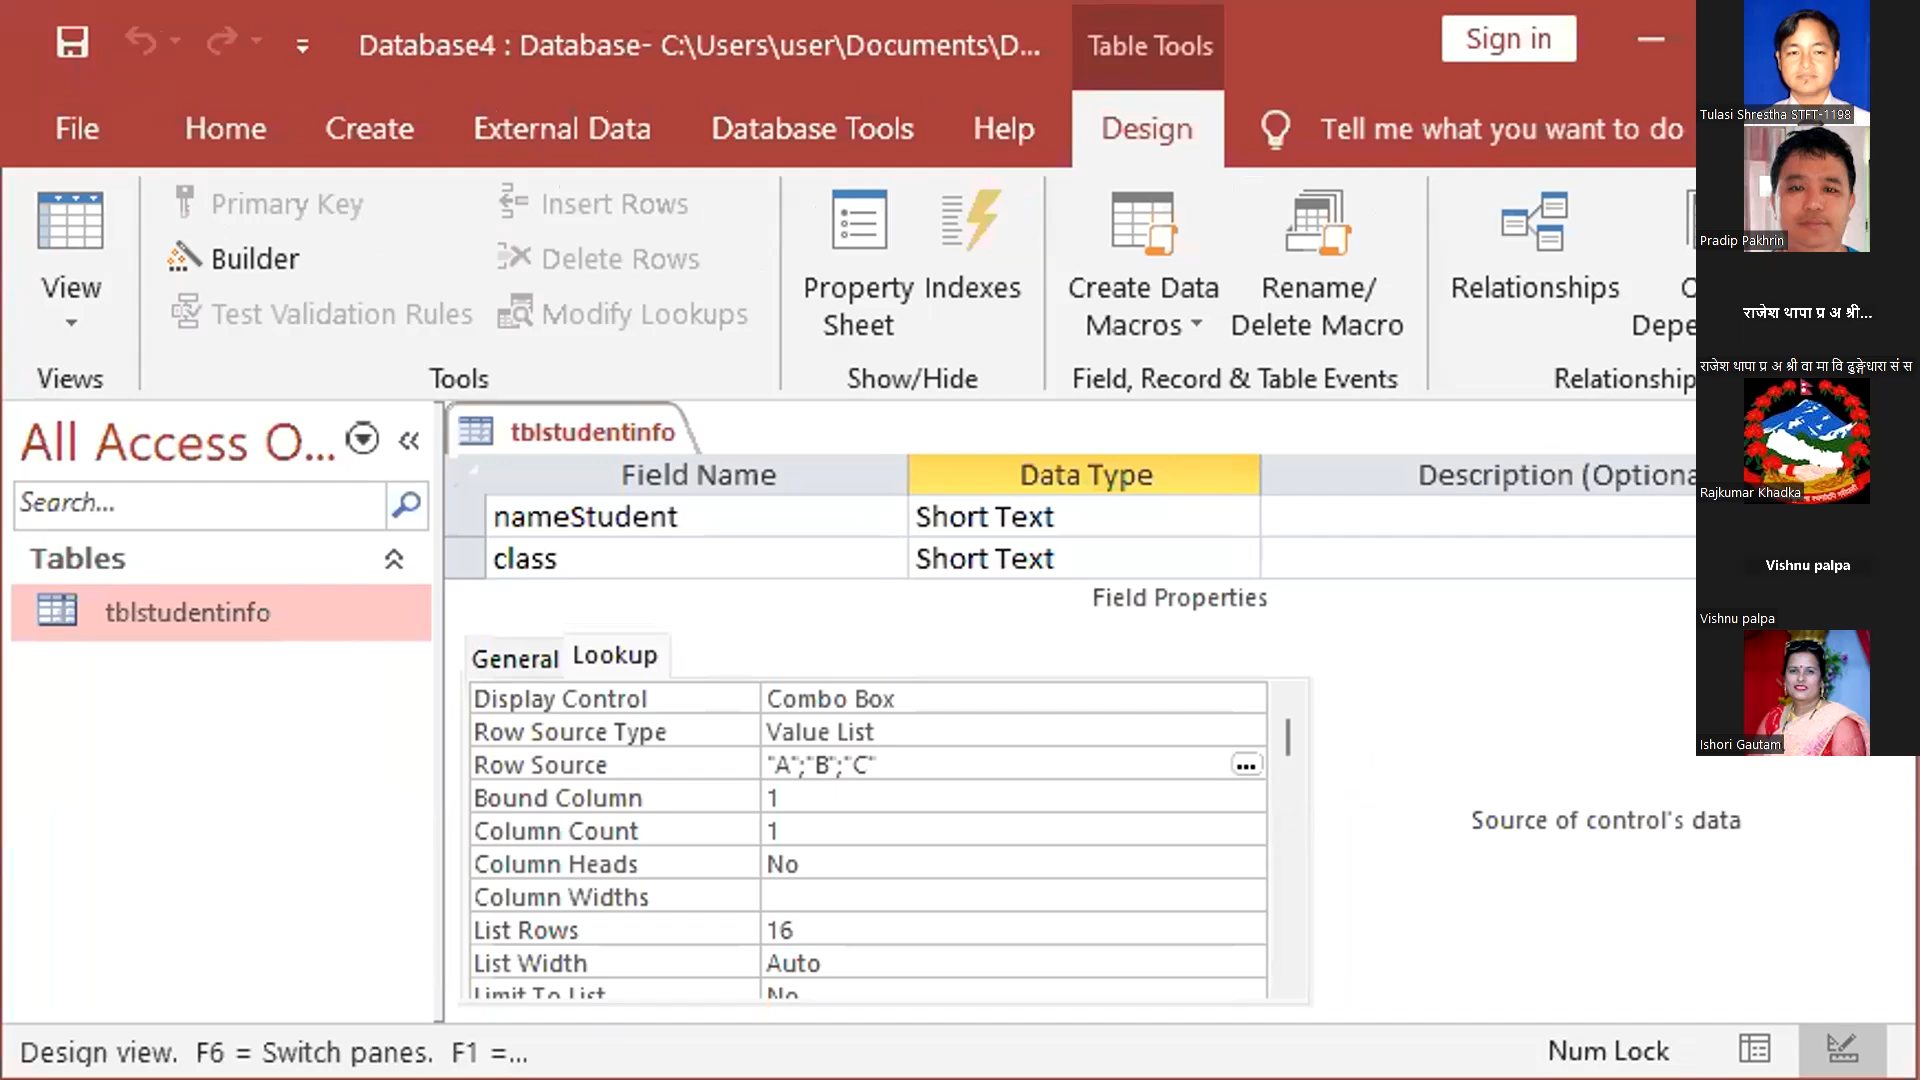 Database4 : Database- C:\Users\user\Documents\D...
Table Tools
Sign in
File
Home
Create
External Data
Database Tools
Help
Design
Tell me what you want to do
View
Primary Key
Builder
Test Validation Rules
Insert Rows
Delete Rows
Modify Lookups
Property Sheet
Indexes
Create Data Macros
Rename/ Delete Macro
Relationships
Depe
Views
Tools
Show/Hide
Field, Record & Table Events
Relationship
All Access O...
Search...
Tables
tblstudentinfo
tblstudentinfo
Field Name Data Type Description (Optiona
nameStudent Short Text
class Short Text
Field Properties
General Lookup
Display Control Combo Box
Row Source Type Value List
Row Source "A";"B";"C"
Bound Column 1
Column Count 1
Column Heads No
Column Widths
List Rows 16
List Width Auto
Limit To List No
Source of control's data
Design view. F6 = Switch panes. F1 =...
Num Lock
Tulasi Shrestha STFT-1198
Pradip Pakhrin
राजेश थापा प्र अ श्री...
राजेश थापा प्र अ श्री वा मा वि ढुङ्गेधारा सं स
Rajkumar Khadka
Vishnu palpa
Vishnu palpa
Ishori Gautam